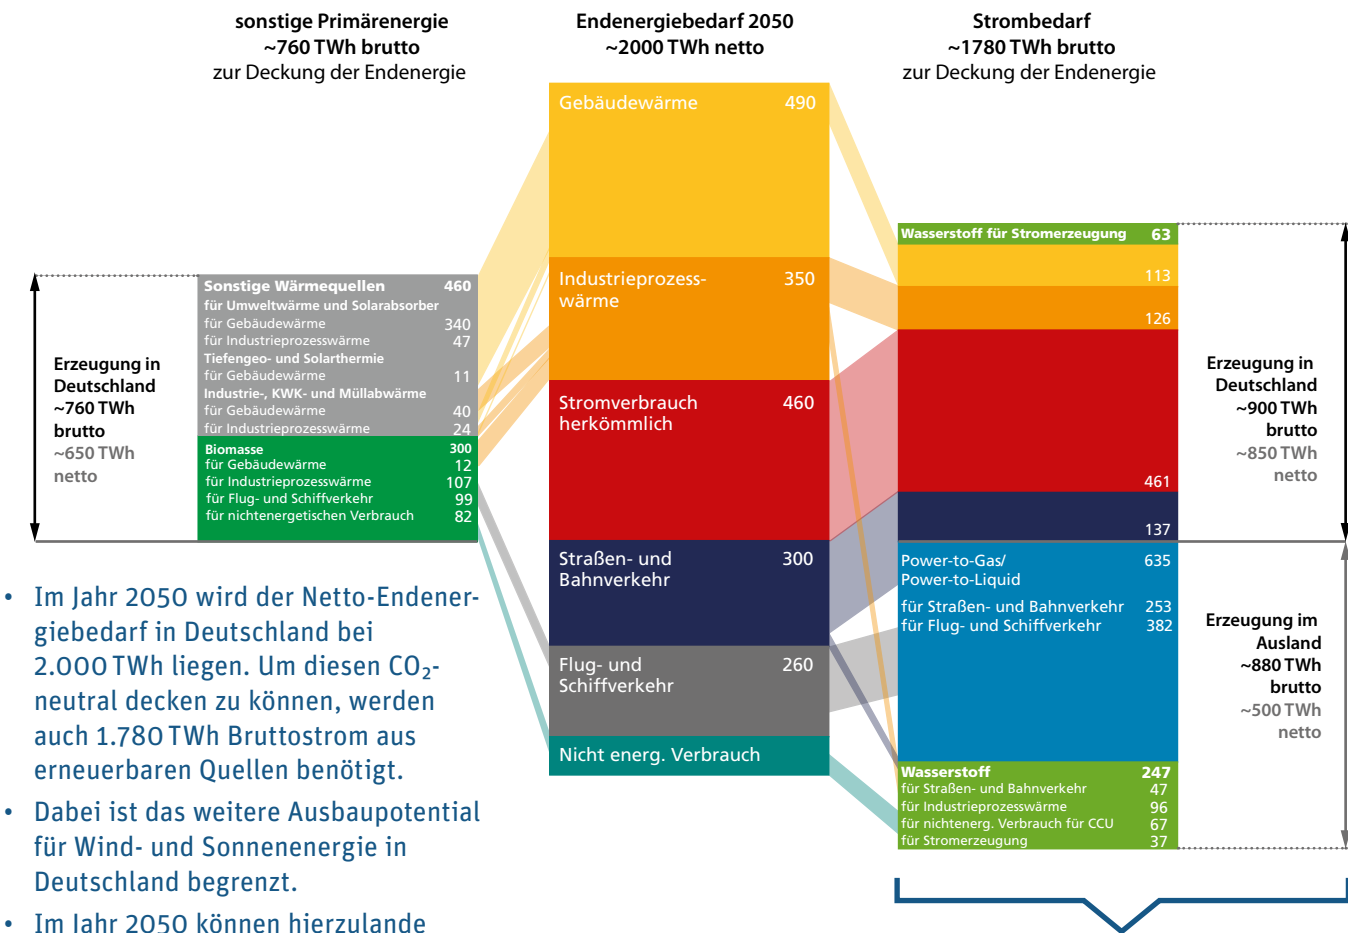 sonstige Primärenergie
~760 TWh brutto
zur Deckung der Endenergie
Endenergiebedarf 2050
~2000 TWh netto
Strombedarf
~1780 TWh brutto
zur Deckung der Endenergie
Erzeugung in
Deutschland
~760 TWh
brutto
~650 TWh
netto
Sonstige Wärmequellen 460
für Umweltwärme und Solarabsorber
für Gebäudewärme 340
für Industrieprozesswärme 47
Tiefengeo- und Solarthermie
für Gebäudewärme 11
Industrie-, KWK- und Müllabwärme
für Gebäudewärme 40
für Industrieprozesswärme 24
Biomasse 300
für Gebäudewärme 12
für Industrieprozesswärme 107
für Flug- und Schiffverkehr 99
für nichtenergetischen Verbrauch 82
Gebäudewärme 490
Industrieprozess- 350
wärme
Stromverbrauch 460
herkömmlich
Straßen- und 300
Bahnverkehr
Flug- und 260
Schiffverkehr
Nicht energ. Verbrauch
Wasserstoff für Stromerzeugung 63
113
126
461
137
Power-to-Gas/ 635
Power-to-Liquid
für Straßen- und Bahnverkehr 253
für Flug- und Schiffverkehr 382
Wasserstoff 247
für Straßen- und Bahnverkehr 47
für Industrieprozesswärme 96
für nichtenerg. Verbrauch für CCU 67
für Stromerzeugung 37
Erzeugung in
Deutschland
~900 TWh
brutto
~850 TWh
netto
Erzeugung im
Ausland
~880 TWh
brutto
~500 TWh
netto
• Im Jahr 2050 wird der Netto-Endener-
giebedarf in Deutschland bei
2.000 TWh liegen. Um diesen CO₂-
neutral decken zu können, werden
auch 1.780 TWh Bruttostrom aus
erneuerbaren Quellen benötigt.
• Dabei ist das weitere Ausbaupotential
für Wind- und Sonnenenergie in
Deutschland begrenzt.
• Im Jahr 2050 können hierzulande